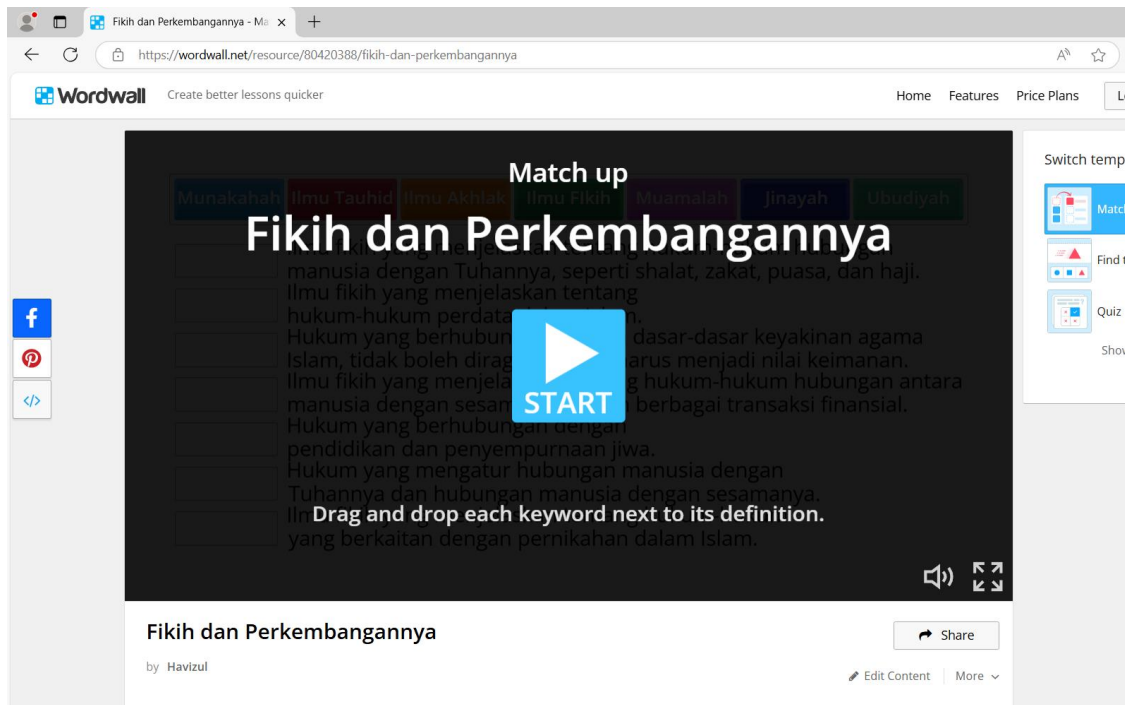 Fikih dan Perkembangannya - Ma
https://wordwall.net/resource/80420388/fikih-dan-perkembangannya
Wordwall Create better lessons quicker
Home Features Price Plans
Switch temp
Match up
Munakahah Ilmu Tauhid Ilmu Akhlak Ilmu Fikih Muamalah Jinayah Ubudiyah
Fikih dan Perkembangannya
manusia dengan Tuhannya, seperti shalat, zakat, puasa, dan haji.
Ilmu fikih yang menjelaskan tentang
hukum-hukum perdata
Hukum yang berhubun dasar-dasar keyakinan agama
Islam, tidak boleh dirag harus menjadi nilai keimanan.
Ilmu fikih yang menjela hukum-hukum hubungan antara
manusia dengan sesam berbagai transaksi finansial.
START
Hukum yang berhubungan dengan
pendidikan dan penyempurnaan jiwa.
Hukum yang mengatur hubungan manusia dengan
Tuhannya dan hubungan manusia dengan sesamanya.
Drag and drop each keyword next to its definition.
yang berkaitan dengan pernikahan dalam Islam.
Match
Find t
Quiz
Show
Fikih dan Perkembangannya
Share
by Havizul
Edit Content More